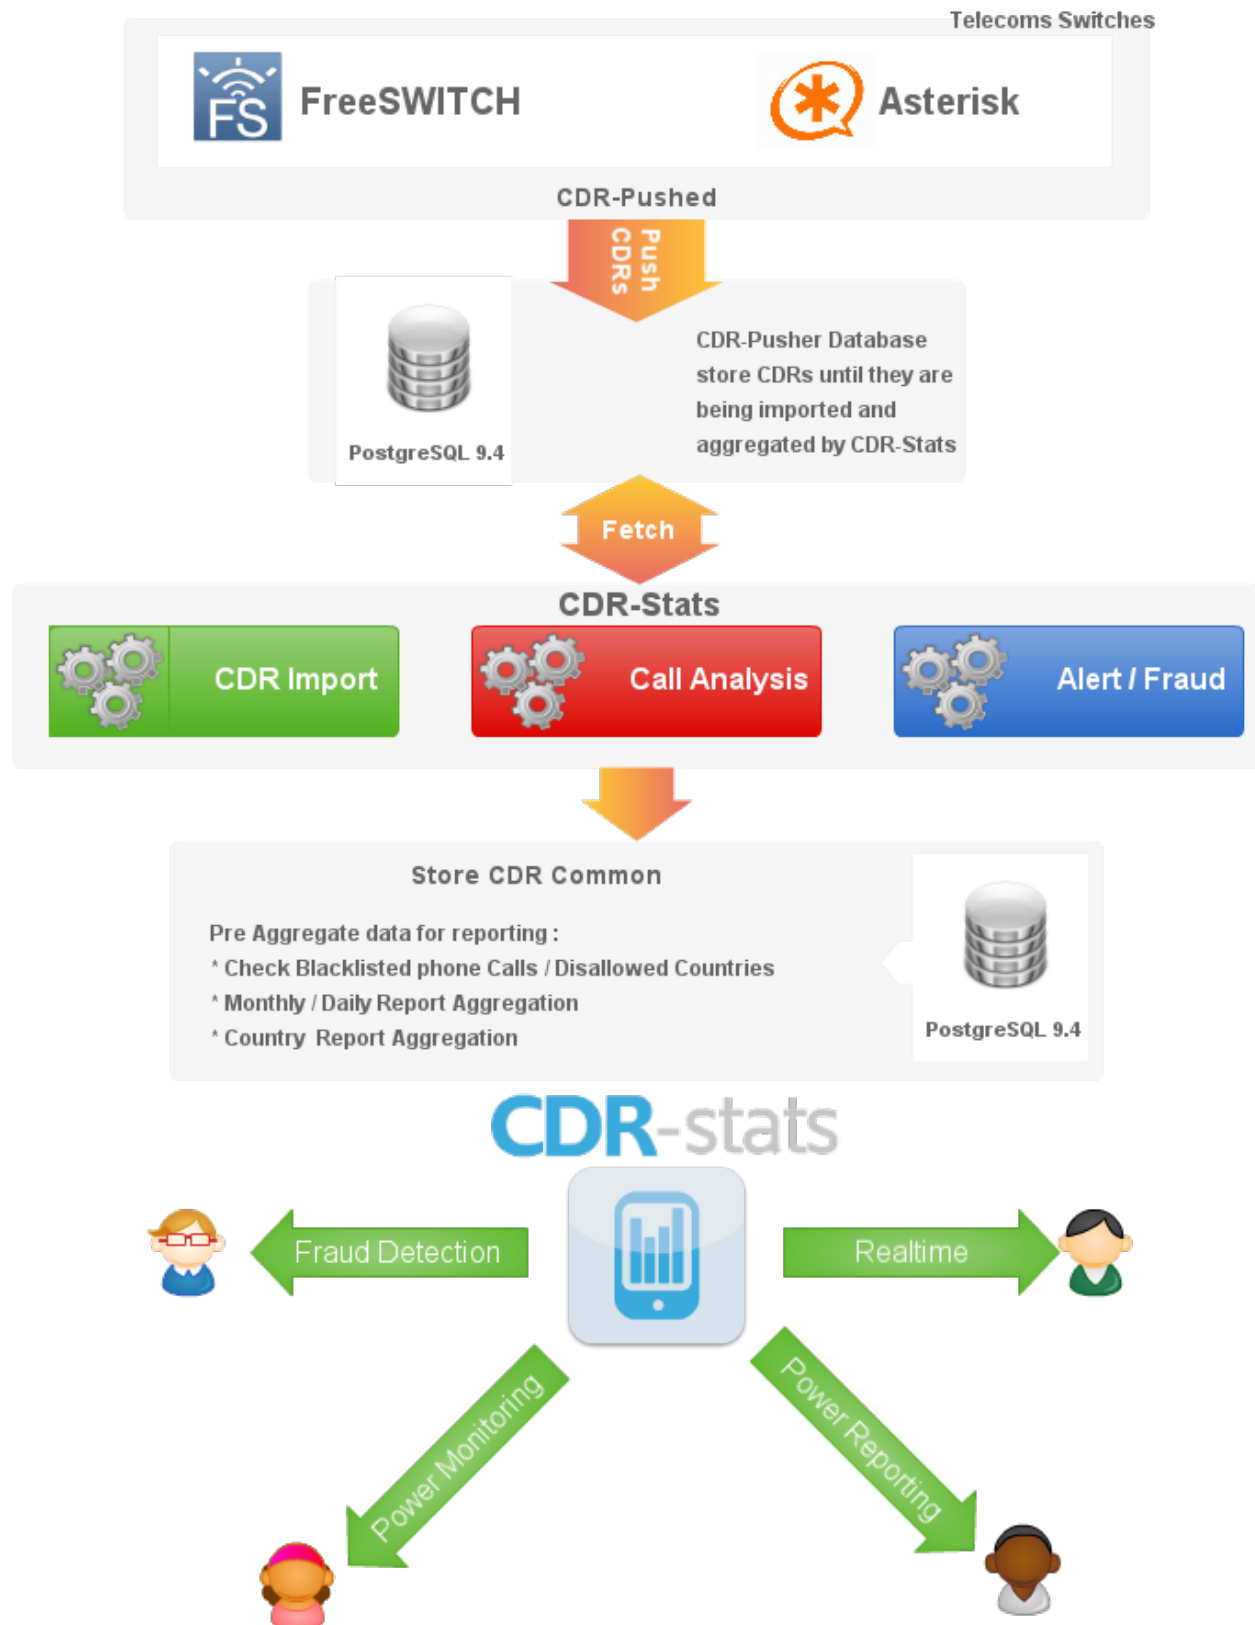 Telecoms Switches
FS
FreeSWITCH
Asterisk
CDR-Pushed
Push
CDRs
CDR-Pusher Database
store CDRs until they are
being imported and
aggregated by CDR-Stats
PostgreSQL 9.4
Fetch
CDR-Stats
CDR Import
Call Analysis
Alert / Fraud
Store CDR Common
Pre Aggregate data for reporting :
* Check Blacklisted phone Calls / Disallowed Countries
* Monthly / Daily Report Aggregation
* Country  Report Aggregation
PostgreSQL 9.4
CDR-stats
Fraud Detection
Realtime
Power Monitoring
Power Reporting